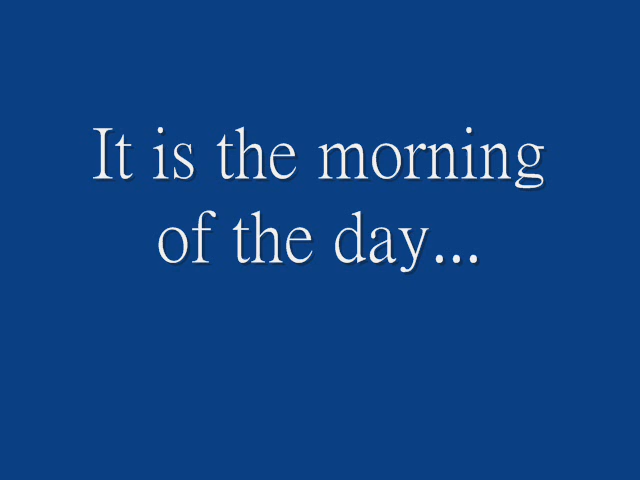 It is the morning
of the day...